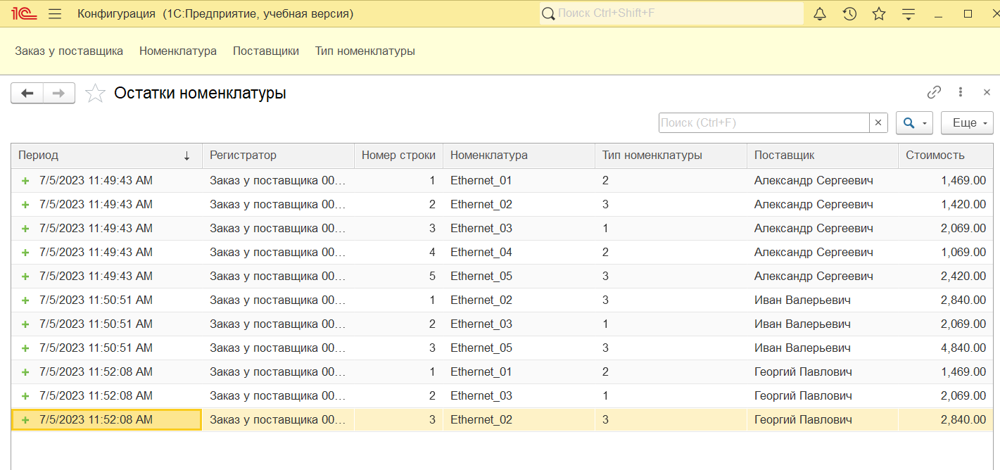 1С Конфигурация (1С:Предприятие, учебная версия) Поиск Ctrl+Shift+F
Заказ у поставщика Номенклатура Поставщики Тип номенклатуры
Остатки номенклатуры
Поиск (Ctrl+F) × Еще
Период ↓ Регистратор Номер строки Номенклатура Тип номенклатуры Поставщик Стоимость
7/5/2023 11:49:43 AM Заказ у поставщика 00… 1 Ethernet_01 2 Александр Сергеевич 1,469.00
7/5/2023 11:49:43 AM Заказ у поставщика 00… 2 Ethernet_02 3 Александр Сергеевич 1,420.00
7/5/2023 11:49:43 AM Заказ у поставщика 00… 3 Ethernet_03 1 Александр Сергеевич 2,069.00
7/5/2023 11:49:43 AM Заказ у поставщика 00… 4 Ethernet_04 2 Александр Сергеевич 1,069.00
7/5/2023 11:49:43 AM Заказ у поставщика 00… 5 Ethernet_05 3 Александр Сергеевич 2,420.00
7/5/2023 11:50:51 AM Заказ у поставщика 00… 1 Ethernet_02 3 Иван Валерьевич 2,840.00
7/5/2023 11:50:51 AM Заказ у поставщика 00… 2 Ethernet_03 1 Иван Валерьевич 2,069.00
7/5/2023 11:50:51 AM Заказ у поставщика 00… 3 Ethernet_05 3 Иван Валерьевич 4,840.00
7/5/2023 11:52:08 AM Заказ у поставщика 00… 1 Ethernet_01 2 Георгий Павлович 1,469.00
7/5/2023 11:52:08 AM Заказ у поставщика 00… 2 Ethernet_03 1 Георгий Павлович 2,069.00
7/5/2023 11:52:08 AM Заказ у поставщика 00… 3 Ethernet_02 3 Георгий Павлович 2,840.00